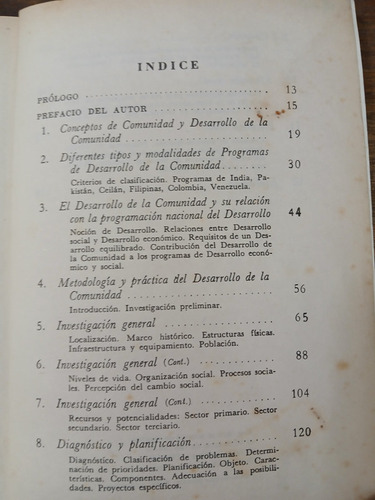 INDICE
PRÓLOGO 13
PREFACIO DEL AUTOR 15
1. Conceptos de Comunidad y Desarrollo de la
Comunidad 19
2. Diferentes tipos y modalidades de Programas
de Desarrollo de la Comunidad 30
Criterios de clasificación. Programas de India, Pa-
kistán, Ceilán, Filipinas, Colombia, Venezuela.
3. El Desarrollo de la Comunidad y su relación
con la programación nacional del Desarrollo 44
Noción de Desarrollo. Relaciones entre Desarrollo
social y Desarrollo económico. Requisitos de un Des-
arrollo equilibrado. Contribución del Desarrollo de
la Comunidad a los programas de Desarrollo econó-
mico y social.
4. Metodología y práctica del Desarrollo de la
Comunidad 56
Introducción. Investigación preliminar.
5. Investigación general 65
Localización. Marco histórico. Estructuras físicas.
Infraestructura y equipamiento. Población.
6. Investigación general (Cont.) 88
Niveles de vida. Organización social. Procesos socia-
les. Percepción del cambio social.
7. Investigación general (Cont.) 104
Recursos y potencialidades: Sector primario. Sector
secundario. Sector terciario.
8. Diagnóstico y planificación 120
Diagnóstico. Clasificación de problemas. Determi-
nación de prioridades. Planificación. Objeto. Carac-
terísticas. Componentes. Adecuación a las posibili-
dades. Proyectos específicos.